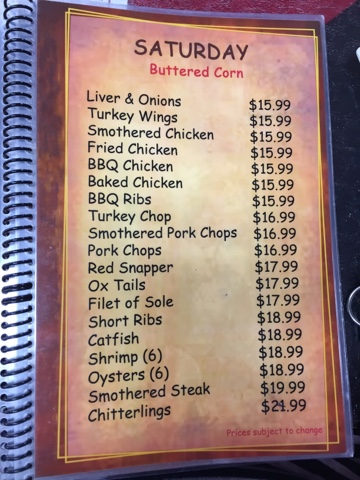 SATURDAY
Buttered Corn
Liver & Onions $15.99
Turkey Wings $15.99
Smothered Chicken $15.99
Fried Chicken $15.99
BBQ Chicken $15.99
Baked Chicken $15.99
BBQ Ribs $15.99
Turkey Chop $16.99
Smothered Pork Chops $16.99
Pork Chops $16.99
Red Snapper $17.99
Ox Tails $17.99
Filet of Sole $17.99
Short Ribs $18.99
Catfish $18.99
Shrimp (6) $18.99
Oysters (6) $18.99
Smothered Steak $19.99
Chitterlings $21.99
Prices subject to change